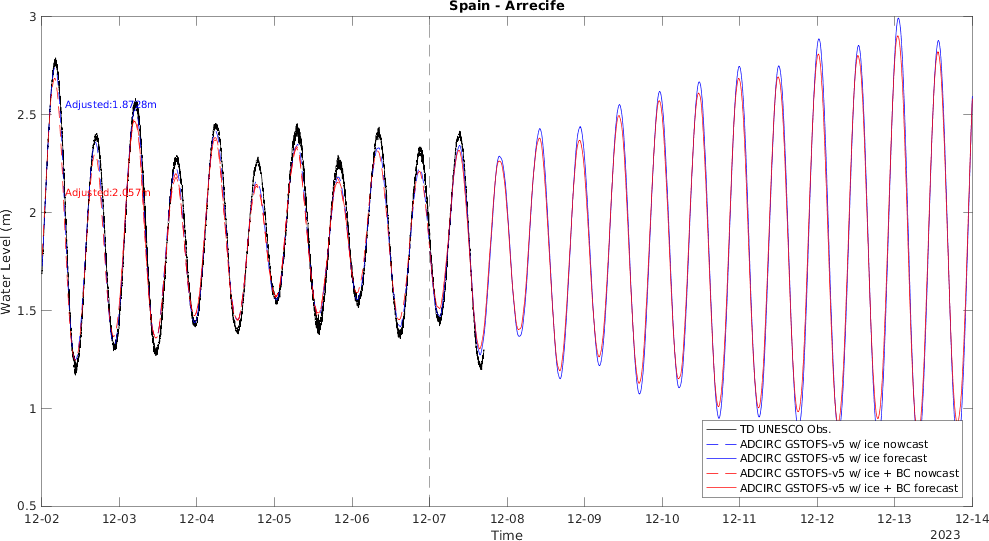 Spain - Arrecife
3
2.5
2
1.5
1
0.5
Water Level (m)
Adjusted:1.8728m
Adjusted:2.057m
TD UNESCO Obs.
ADCIRC GSTOFS-v5 w/ ice nowcast
ADCIRC GSTOFS-v5 w/ ice forecast
ADCIRC GSTOFS-v5 w/ ice + BC nowcast
ADCIRC GSTOFS-v5 w/ ice + BC forecast
12-02 12-03 12-04 12-05 12-06 12-07 12-08 12-09 12-10 12-11 12-12 12-13 12-14
Time
2023